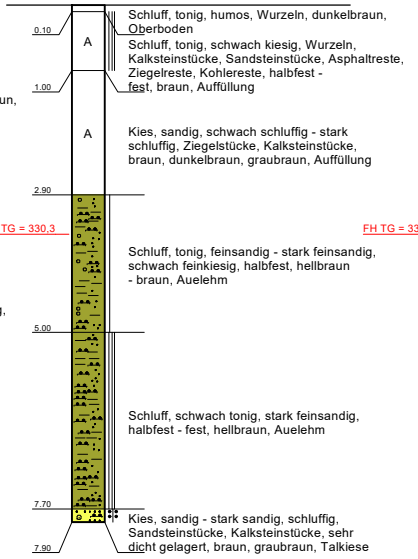 Schluff, tonig, humos, Wurzeln, dunkelbraun,
Oberboden
0.10
A
Schluff, tonig, schwach kiesig, Wurzeln,
Kalksteinstücke, Sandsteinstücke, Asphaltreste,
Ziegelreste, Kohlereste, halbfest -
fest, braun, Auffüllung
1.00
un,
A
Kies, sandig, schwach schluffig - stark
schluffig, Ziegelstücke, Kalksteinstücke,
braun, dunkelbraun, graubraun, Auffüllung
2.90
TG = 330,3
FH TG = 33
Schluff, tonig, feinsandig - stark feinsandig,
schwach feinkiesig, halbfest, hellbraun
- braun, Auelehm
g,
5.00
Schluff, schwach tonig, stark feinsandig,
halbfest - fest, hellbraun, Auelehm
7.70
Kies, sandig - stark sandig, schluffig,
Sandsteinstücke, Kalksteinstücke, sehr
dicht gelagert, braun, graubraun, Talkiese
7.90